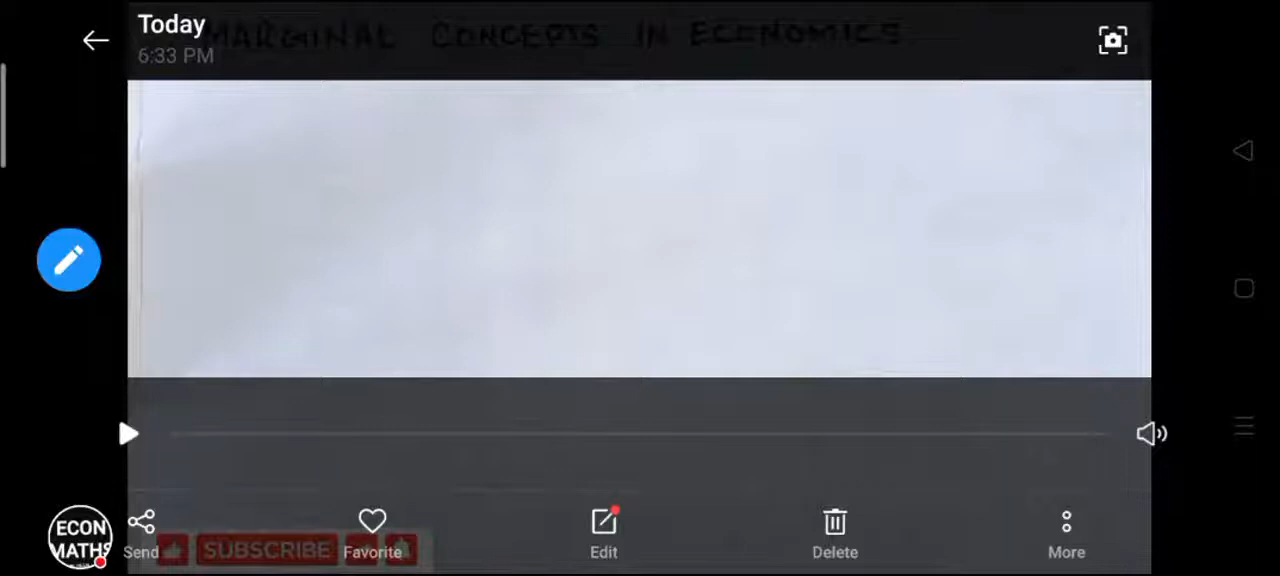 Today
MARGINAL CONCEPTS IN ECONOMICS
6:33 PM
ECON
MATHS
Send
SUBSCRIBE
Favorite
Edit
Delete
More